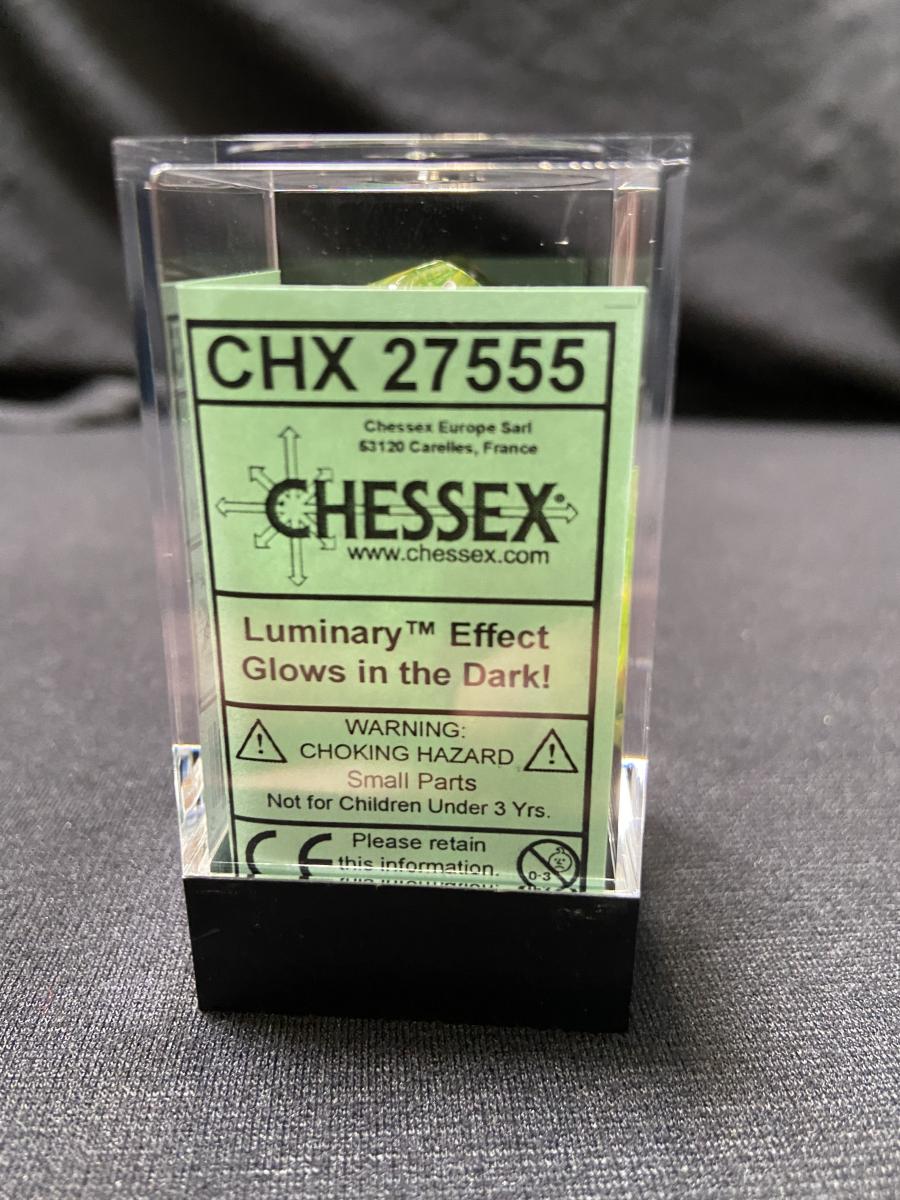 CHX 27555
Chessex Europe Sarl
53120 Carelles, France
CHESSEX®
www.chessex.com
Luminary™ Effect
Glows in the Dark!
WARNING:
CHOKING HAZARD
Small Parts
Not for Children Under 3 Yrs.
CE
Please retain
this information.
0-3